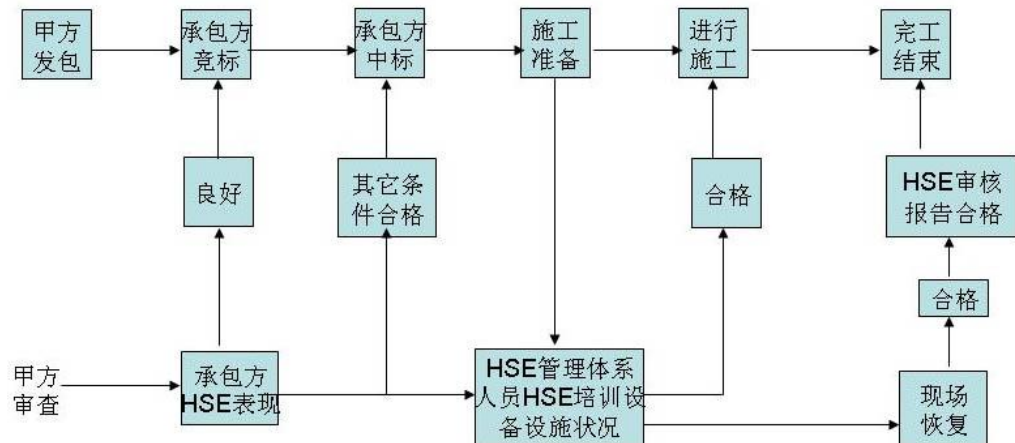 甲方
发包
承包方
竞标
承包方
中标
施工
准备
进行
施工
完工
结束
良好
其它条
件合格
合格
HSE审核
报告合格
合格
甲方
审查
承包方
HSE表现
HSE管理体系
人员HSE培训设
备设施状况
现场
恢复